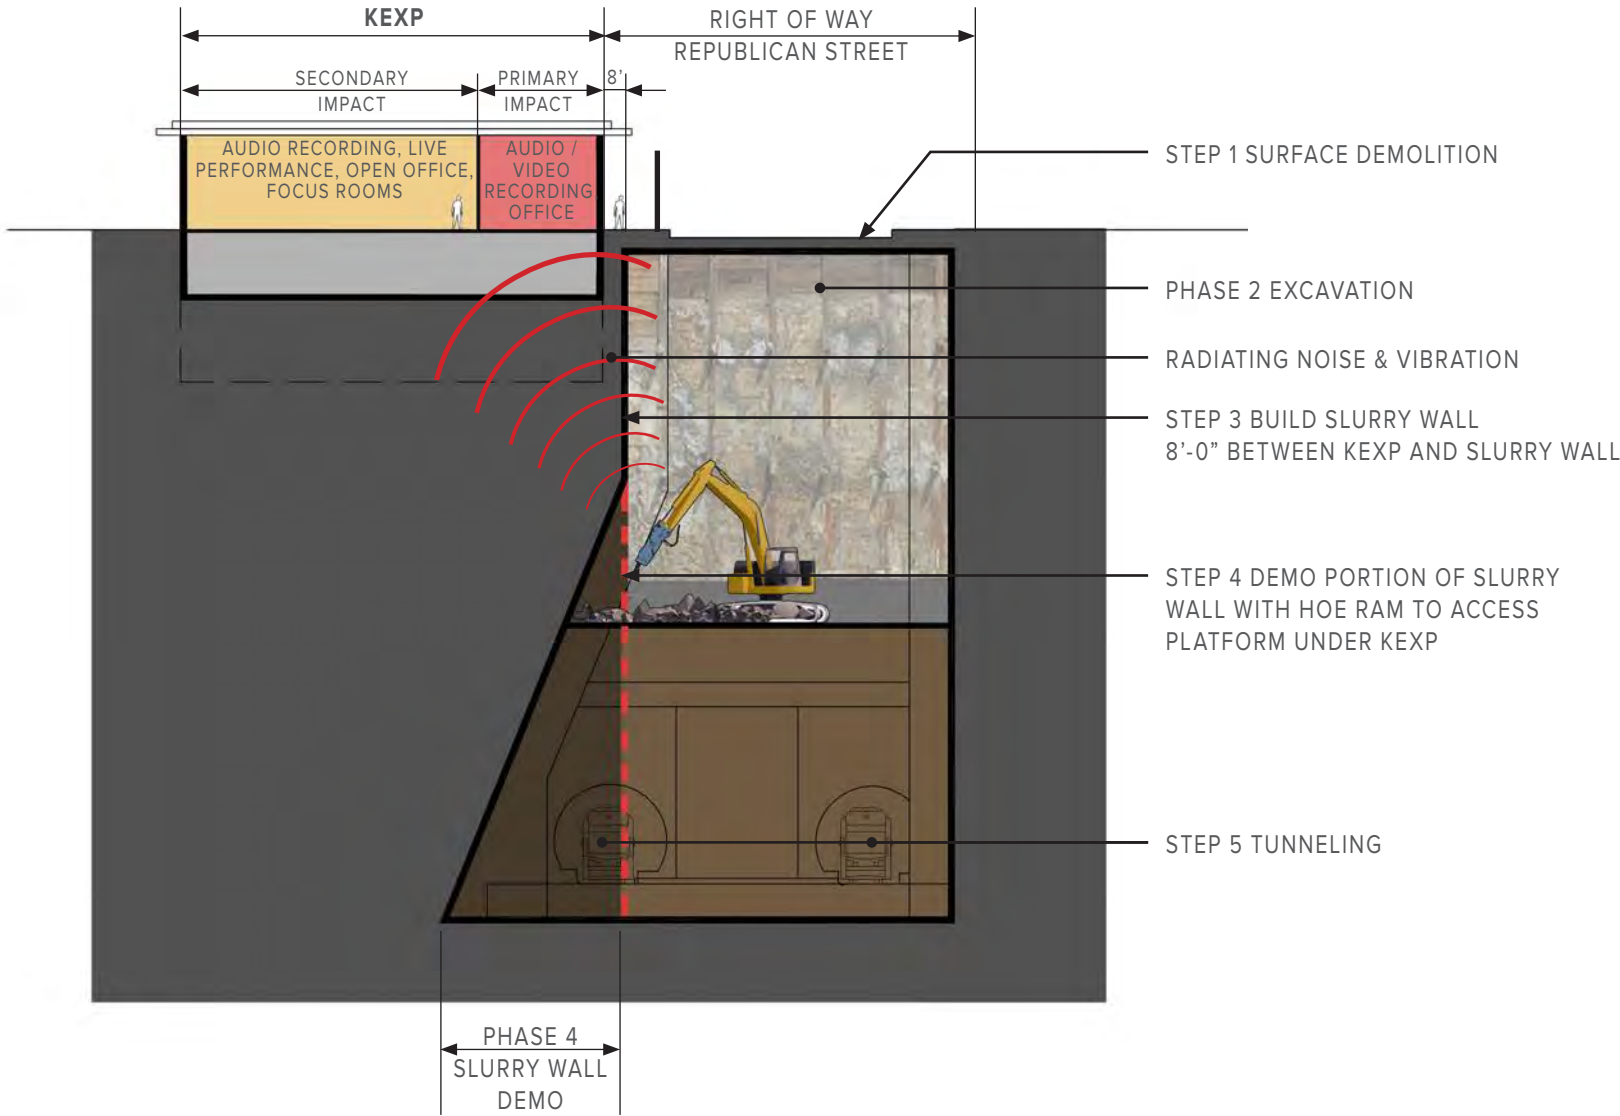 KEXP
RIGHT OF WAY
REPUBLICAN STREET
SECONDARY
IMPACT
PRIMARY
IMPACT
8'
AUDIO RECORDING, LIVE
PERFORMANCE, OPEN OFFICE,
FOCUS ROOMS
AUDIO /
VIDEO
RECORDING
OFFICE
STEP 1 SURFACE DEMOLITION
PHASE 2 EXCAVATION
RADIATING NOISE & VIBRATION
STEP 3 BUILD SLURRY WALL
8'-0” BETWEEN KEXP AND SLURRY WALL
STEP 4 DEMO PORTION OF SLURRY
WALL WITH HOE RAM TO ACCESS
PLATFORM UNDER KEXP
STEP 5 TUNNELING
PHASE 4
SLURRY WALL
DEMO